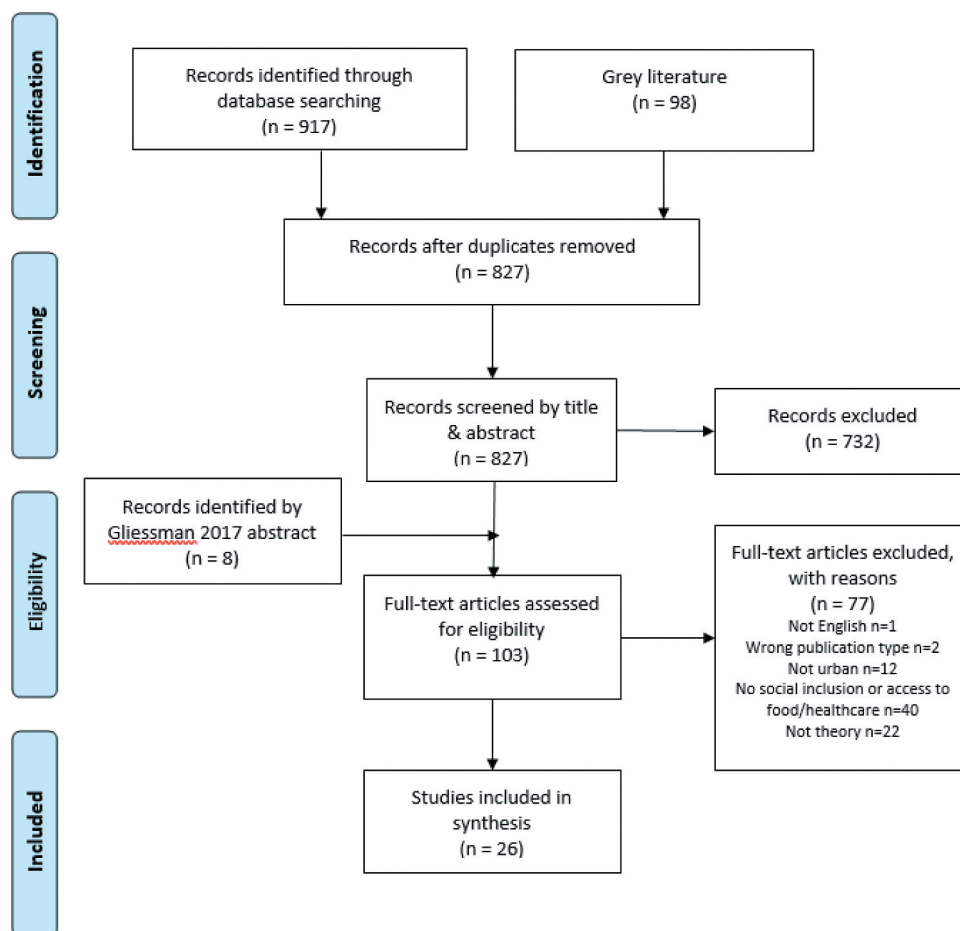 Identification
Records identified through
database searching
(n = 917)
Grey literature
(n = 98)
Records after duplicates removed
(n = 827)
Screening
Records screened by title
& abstract
(n = 827)
Records excluded
(n = 732)
Eligibility
Records identified by
Gliessman 2017 abstract
(n = 8)
Full-text articles assessed
for eligibility
(n = 103)
Full-text articles excluded,
with reasons
(n = 77)
Not English n=1
Wrong publication type n=2
Not urban n=12
No social inclusion or access to
food/healthcare n=40
Not theory n=22
Included
Studies included in
synthesis
(n = 26)